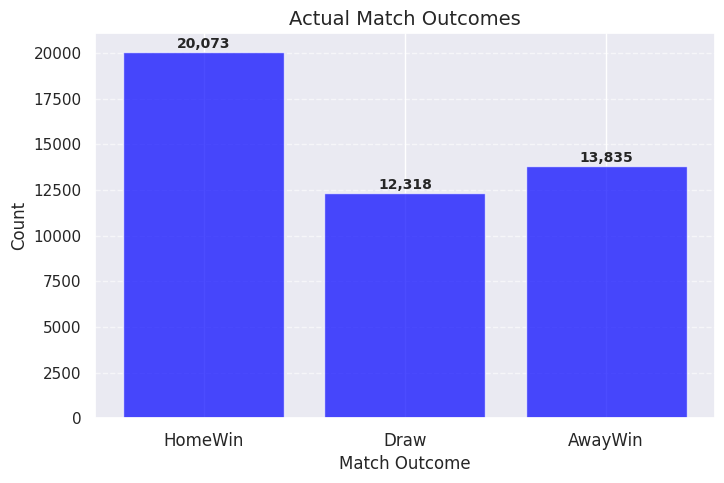 Actual Match Outcomes
20,073
12,318
13,835
20000
17500
15000
12500
10000
7500
5000
2500
0
Count
HomeWin
Draw
AwayWin
Match Outcome